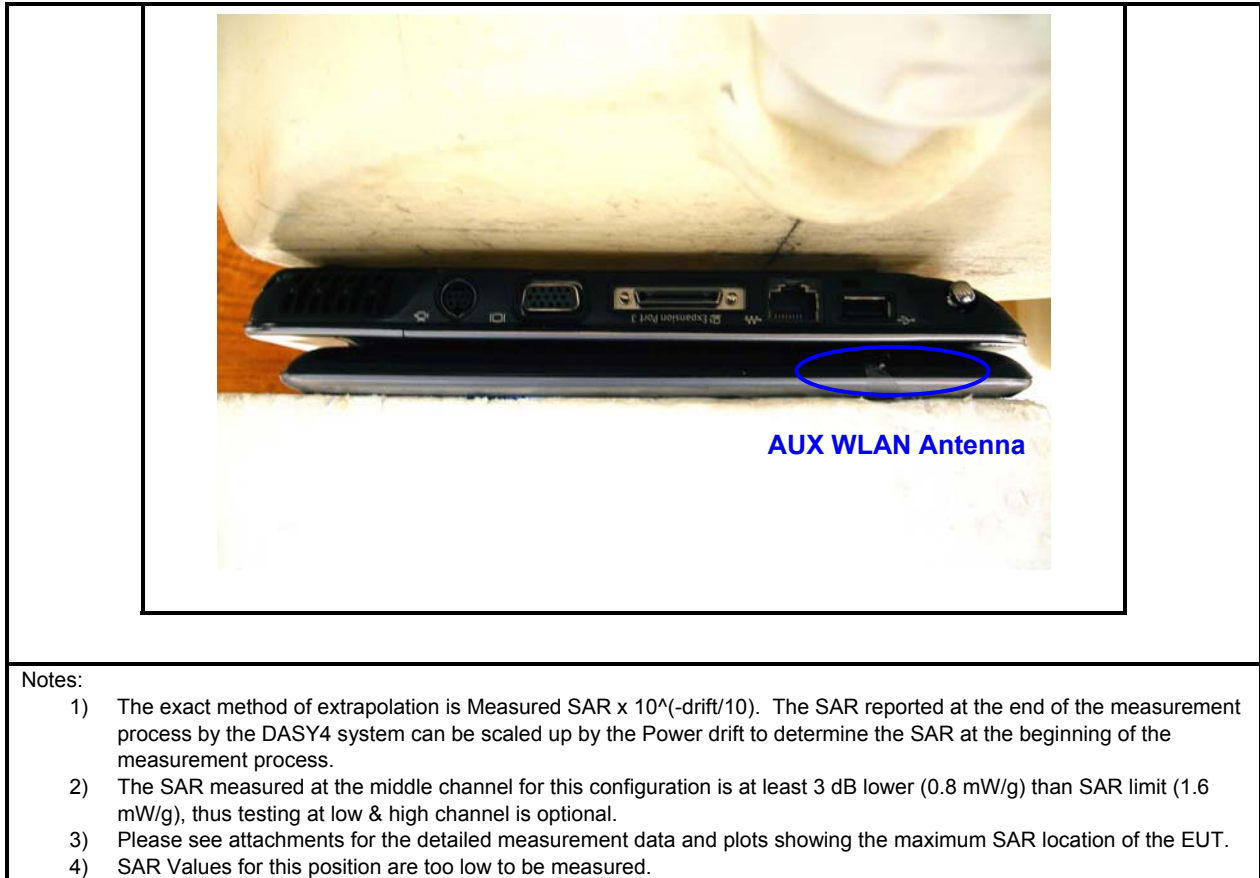 Expansion Port 3
AUX WLAN Antenna
Notes:
1) The exact method of extrapolation is Measured SAR x 10^(-drift/10). The SAR reported at the end of the measurement
process by the DASY4 system can be scaled up by the Power drift to determine the SAR at the beginning of the
measurement process.
2) The SAR measured at the middle channel for this configuration is at least 3 dB lower (0.8 mW/g) than SAR limit (1.6
mW/g), thus testing at low & high channel is optional.
3) Please see attachments for the detailed measurement data and plots showing the maximum SAR location of the EUT.
4) SAR Values for this position are too low to be measured.